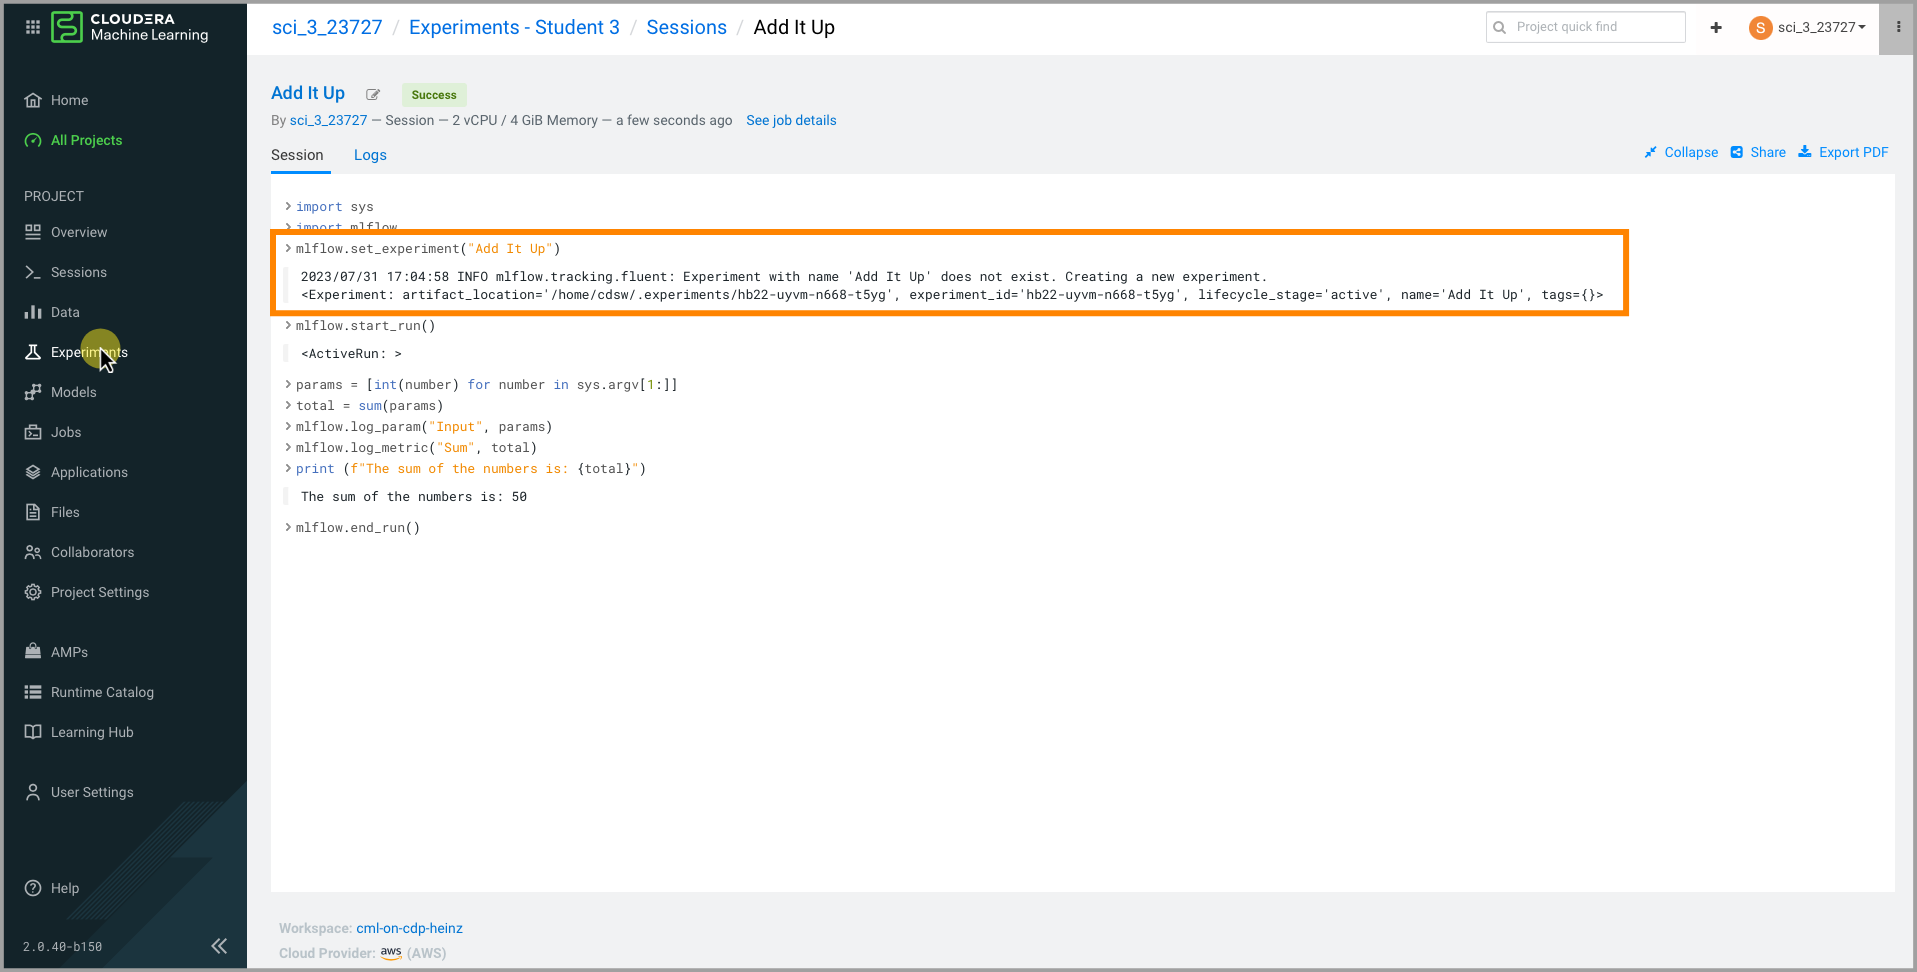 CLOUDERA
Machine Learning
Home
All Projects
PROJECT
Overview
Sessions
Data
Experiments
Models
Jobs
Applications
Files
Collaborators
Project Settings
AMPs
Runtime Catalog
Learning Hub
User Settings
Help
2.0.40-b150
sci_3_23727 / Experiments - Student 3 / Sessions / Add It Up
Project quick find
+
S sci_3_23727
Add It Up
Success
By sci_3_23727 — Session — 2 vCPU / 4 GiB Memory — a few seconds ago See job details
Session Logs
Collapse Share Export PDF
> import sys
> import mlflow
> mlflow.set_experiment("Add It Up")
2023/07/31 17:04:58 INFO mlflow.tracking.fluent: Experiment with name 'Add It Up' does not exist. Creating a new experiment.
<Experiment: artifact_location='/home/cdsw/.experiments/hb22-uyvm-n668-t5yg', experiment_id='hb22-uyvm-n668-t5yg', lifecycle_stage='active', name='Add It Up', tags={}>
> mlflow.start_run()
<ActiveRun: >
> params = [int(number) for number in sys.argv[1:]]
> total = sum(params)
> mlflow.log_param("Input", params)
> mlflow.log_metric("Sum", total)
> print (f"The sum of the numbers is: {total}")
The sum of the numbers is: 50
> mlflow.end_run()
Workspace: cml-on-cdp-heinz
Cloud Provider: aws (AWS)